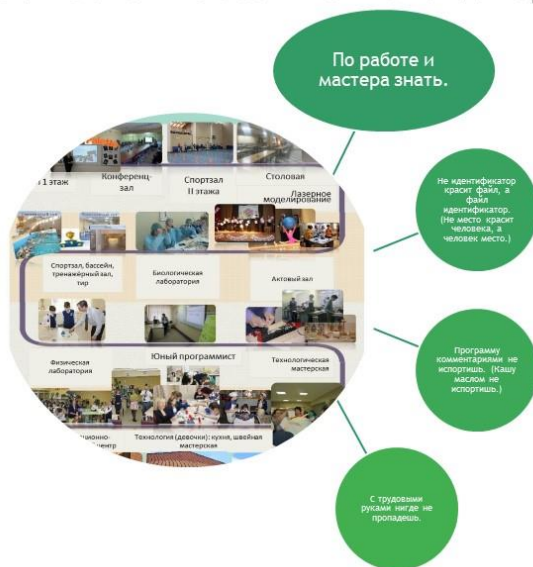 По работе и
мастера знать.
1 этаж
Конференц-
зал
Спортзал
II этажа
Столовая
Лазерное
моделирование
Не идентификатор
красит файл, а
файл
идентификатор.
(Не место красит
человека, а
человек место.)
Спортзал, бассейн,
тренажёрный зал,
тир
Биологическая
лаборатория
Актовый зал
Программу
комментариями не
испортишь. (Кашу
маслом не
испортишь.)
Физическая
лаборатория
Юный программист
Технологическая
мастерская
Технология (девочки): кухня, швейная
мастерская
С трудовыми
руками нигде не
пропадешь.